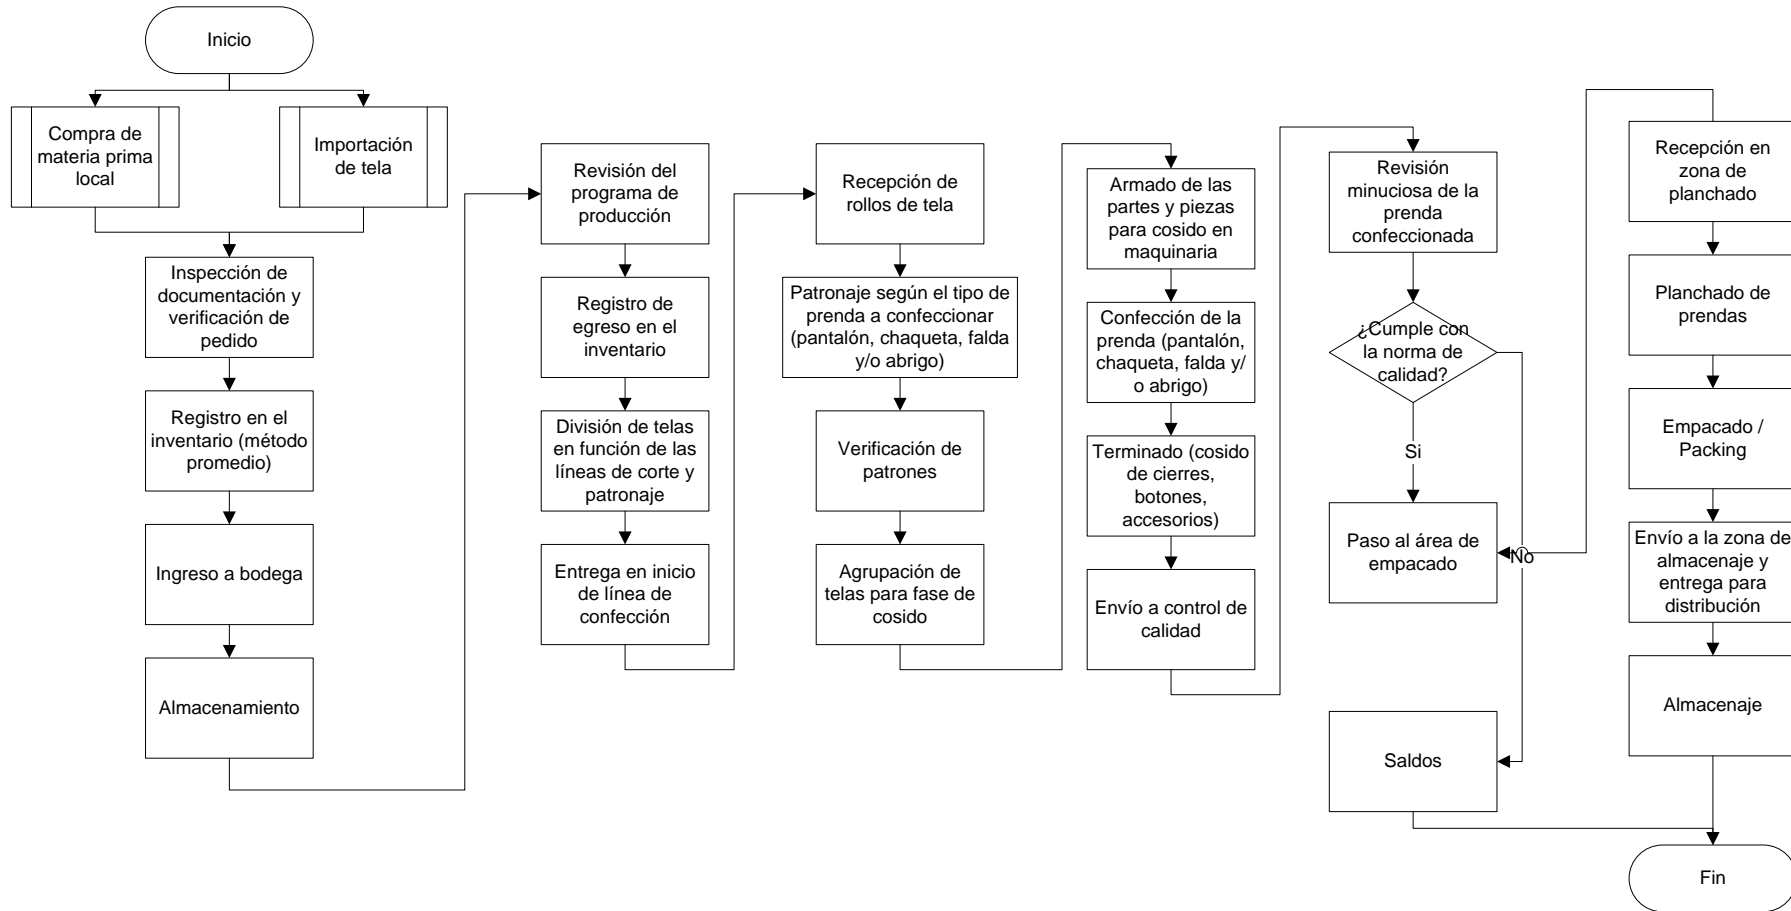 Inicio
Compra de
materia prima
local
Importación
de tela
Inspección de
documentación y
verificación de
pedido
Registro en el
inventario (método
promedio)
Ingreso a bodega
Almacenamiento
Revisión del
programa de
producción
Registro de
egreso en el
inventario
División de telas
en función de las
líneas de corte y
patronaje
Entrega en inicio
de línea de
confección
Recepción de
rollos de tela
Patronaje según el tipo de
prenda a confeccionar
(pantalón, chaqueta, falda
y/o abrigo)
Verificación de
patrones
Agrupación de
telas para fase de
cosido
Armado de las
partes y piezas
para cosido en
maquinaria
Confección de la
prenda (pantalón,
chaqueta, falda y/
o abrigo)
Terminado (cosido
de cierres,
botones,
accesorios)
Envío a control de
calidad
Revisión
minuciosa de la
prenda
confeccionada
¿Cumple con
la norma de
calidad?
Si
No
Paso al área de
empacado
Saldos
Recepción en
zona de
planchado
Planchado de
prendas
Empacado /
Packing
Envío a la zona de
almacenaje y
entrega para
distribución
Almacenaje
Fin